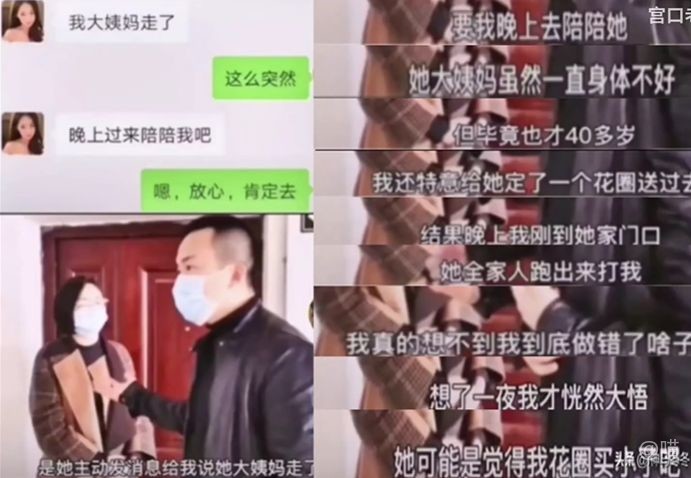 我大姨妈走了
这么突然
晚上过来陪陪我吧
嗯，放心，肯定去
是她主动发消息给我说她大姨妈走了
宫口
要我晚上去陪陪她
她大姨妈虽然一直身体不好
但毕竟也才40多岁
我还特意给她定了一个花圈送过去
结果晚上我刚到她家门口
她全家人跑出来打我
我真的想不到我到底做错了啥子
想了一夜我才恍然大悟
她可能是觉得我花圈买小了吧
@喵
头条